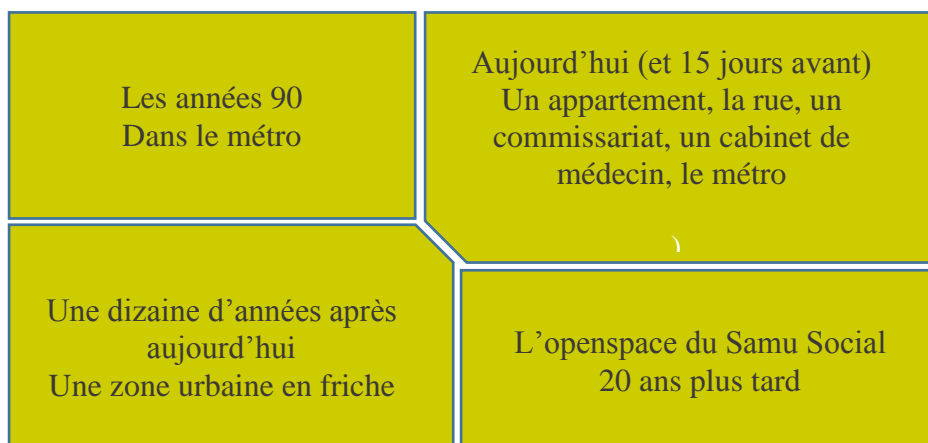 Les années 90
Dans le métro
Aujourd’hui (et 15 jours avant)
Un appartement, la rue, un
commissariat, un cabinet de
médecin, le métro
)
Une dizaine d’années après
aujourd’hui
Une zone urbaine en friche
L’openspace du Samu Social
20 ans plus tard